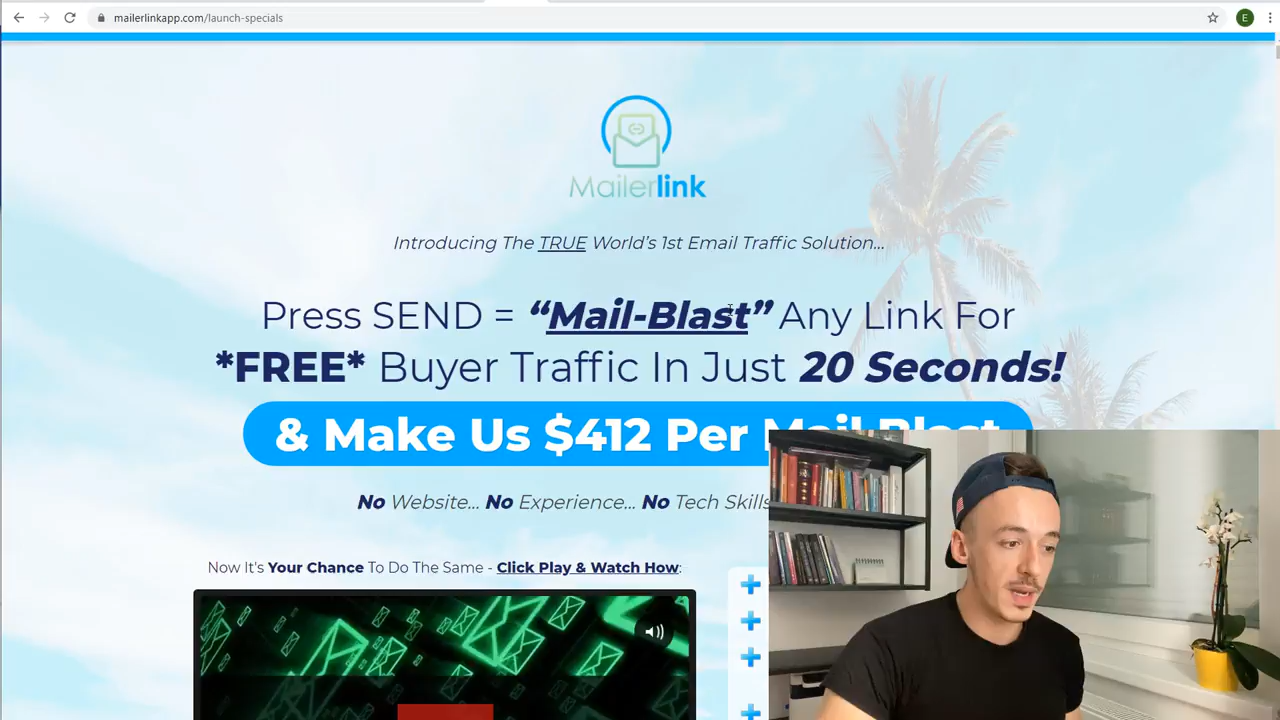 mailerlinkapp.com/launch-specials
E
Mailerlink
Introducing The TRUE World's 1st Email Traffic Solution...
Press SEND = “Mail-Blast” Any Link For
*FREE* Buyer Traffic In Just 20 Seconds!
& Make Us $412 Per Mail Blast
No Website... No Experience... No Tech Skills
Now It's Your Chance To Do The Same - Click Play & Watch How: